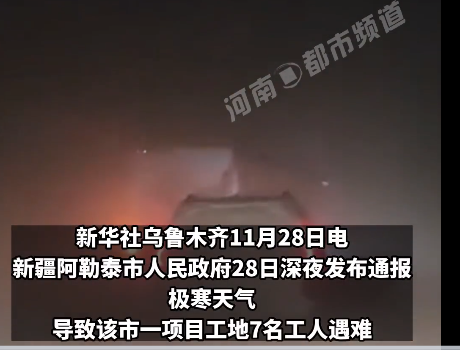 河南都市频道
新华社乌鲁木齐11月28日电
新疆阿勒泰市人民政府28日深夜发布通报
极寒天气
导致该市一项目工地7名工人遇难